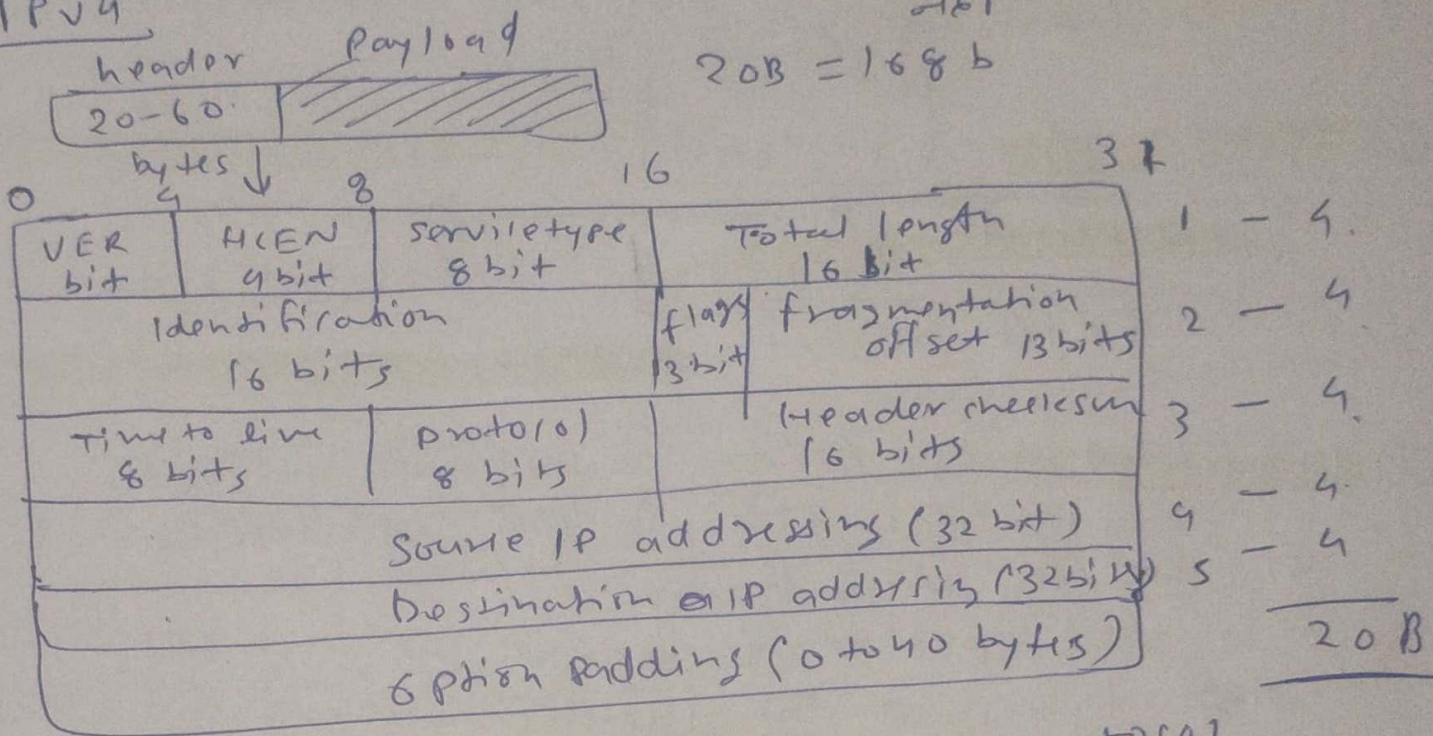 IPV4
header Payload
20B = 168 b
20-60
bytes
0 4 8 16 31
VER HLEN servicetype Total length 1 - 4.
bit 4 bit 8 bit 16 bit
Identification flags fragmentation 2 - 4
16 bits 3 bit offset 13 bits
Time to live protocol Header checksum 3 - 4.
8 bits 8 bits 16 bits
Source IP addressing (32 bit) 4 - 4.
Destination IP addressing (32 bits) 5 - 4
option padding (0 to 40 bytes) 20 B